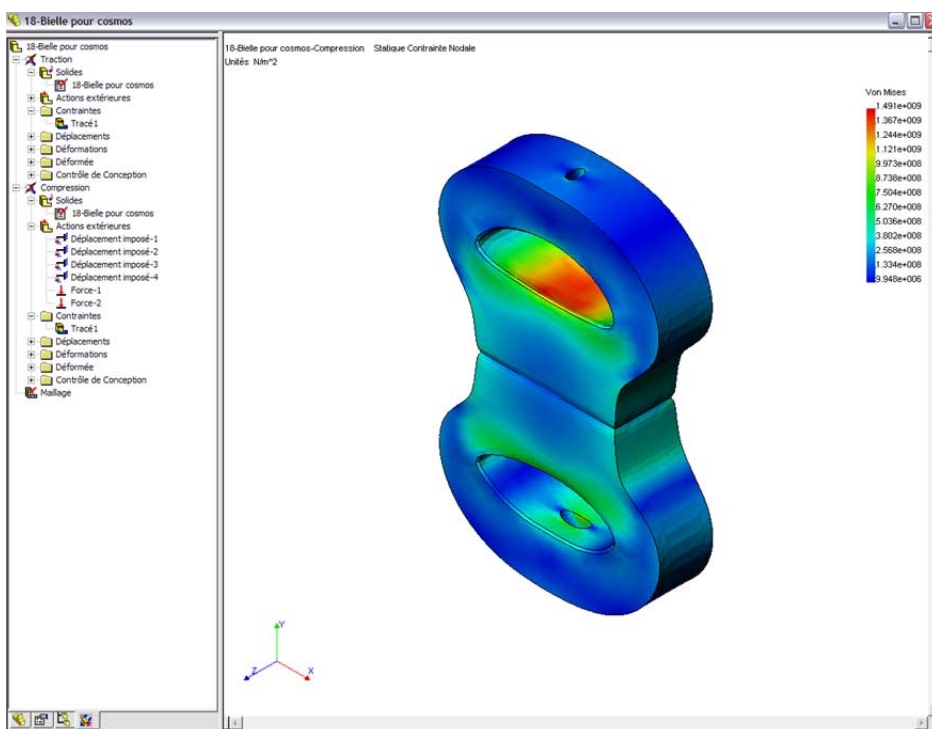 18-Bielle pour cosmos
18-Bielle pour cosmos
Traction
Solides
18-Bielle pour cosmos
Actions extérieures
Contraintes
Tracé1
Déplacements
Déformations
Déformée
Contrôle de Conception
Compression
Solides
18-Bielle pour cosmos
Actions extérieures
Déplacement imposé-1
Déplacement imposé-2
Déplacement imposé-3
Déplacement imposé-4
Force-1
Force-2
Contraintes
Tracé1
Déplacements
Déformations
Déformée
Contrôle de Conception
Maillage
18-Bielle pour cosmos-Compression Statique Contrainte Nodale
Unités N/m^2
Von Mises
1.491e+009
1.367e+009
1.244e+009
1.121e+009
9.973e+008
8.738e+008
7.504e+008
6.270e+008
5.036e+008
3.802e+008
2.568e+008
1.334e+008
9.948e+006
Y
Z
X